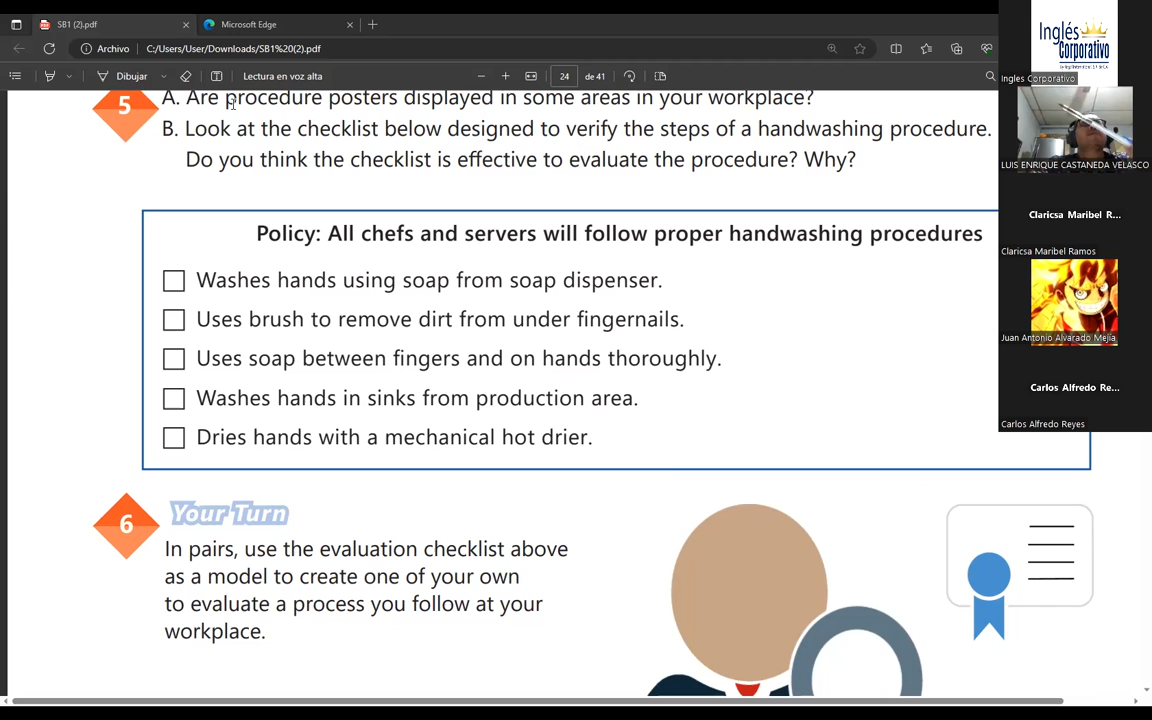 SB1 (2).pdf
Microsoft Edge
Archivo
C:/Users/User/Downloads/SB1%20(2).pdf
Dibujar
Lectura en voz alta
24
de 41
5
A. Are procedure posters displayed in some areas in your workplace?
B. Look at the checklist below designed to verify the steps of a handwashing procedure.
Do you think the checklist is effective to evaluate the procedure? Why?
Policy: All chefs and servers will follow proper handwashing procedures
Washes hands using soap from soap dispenser.
Uses brush to remove dirt from under fingernails.
Uses soap between fingers and on hands thoroughly.
Washes hands in sinks from production area.
Dries hands with a mechanical hot drier.
6
Your Turn
In pairs, use the evaluation checklist above
as a model to create one of your own
to evaluate a process you follow at your
workplace.
Inglés
Corporativo
Ingles Corporativo
LUIS ENRIQUE CASTANEDA VELASCO
Claricsa Maribel R...
Claricsa Maribel Ramos
Juan Antonio Alvarado Mejía
Carlos Alfredo Re...
Carlos Alfredo Reyes